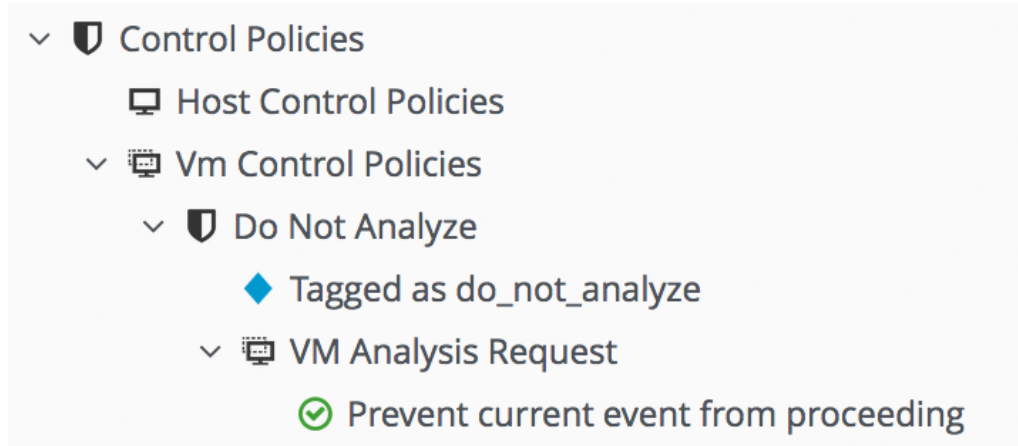 Control Policies
Host Control Policies
Vm Control Policies
Do Not Analyze
Tagged as do_not_analyze
VM Analysis Request
Prevent current event from proceeding